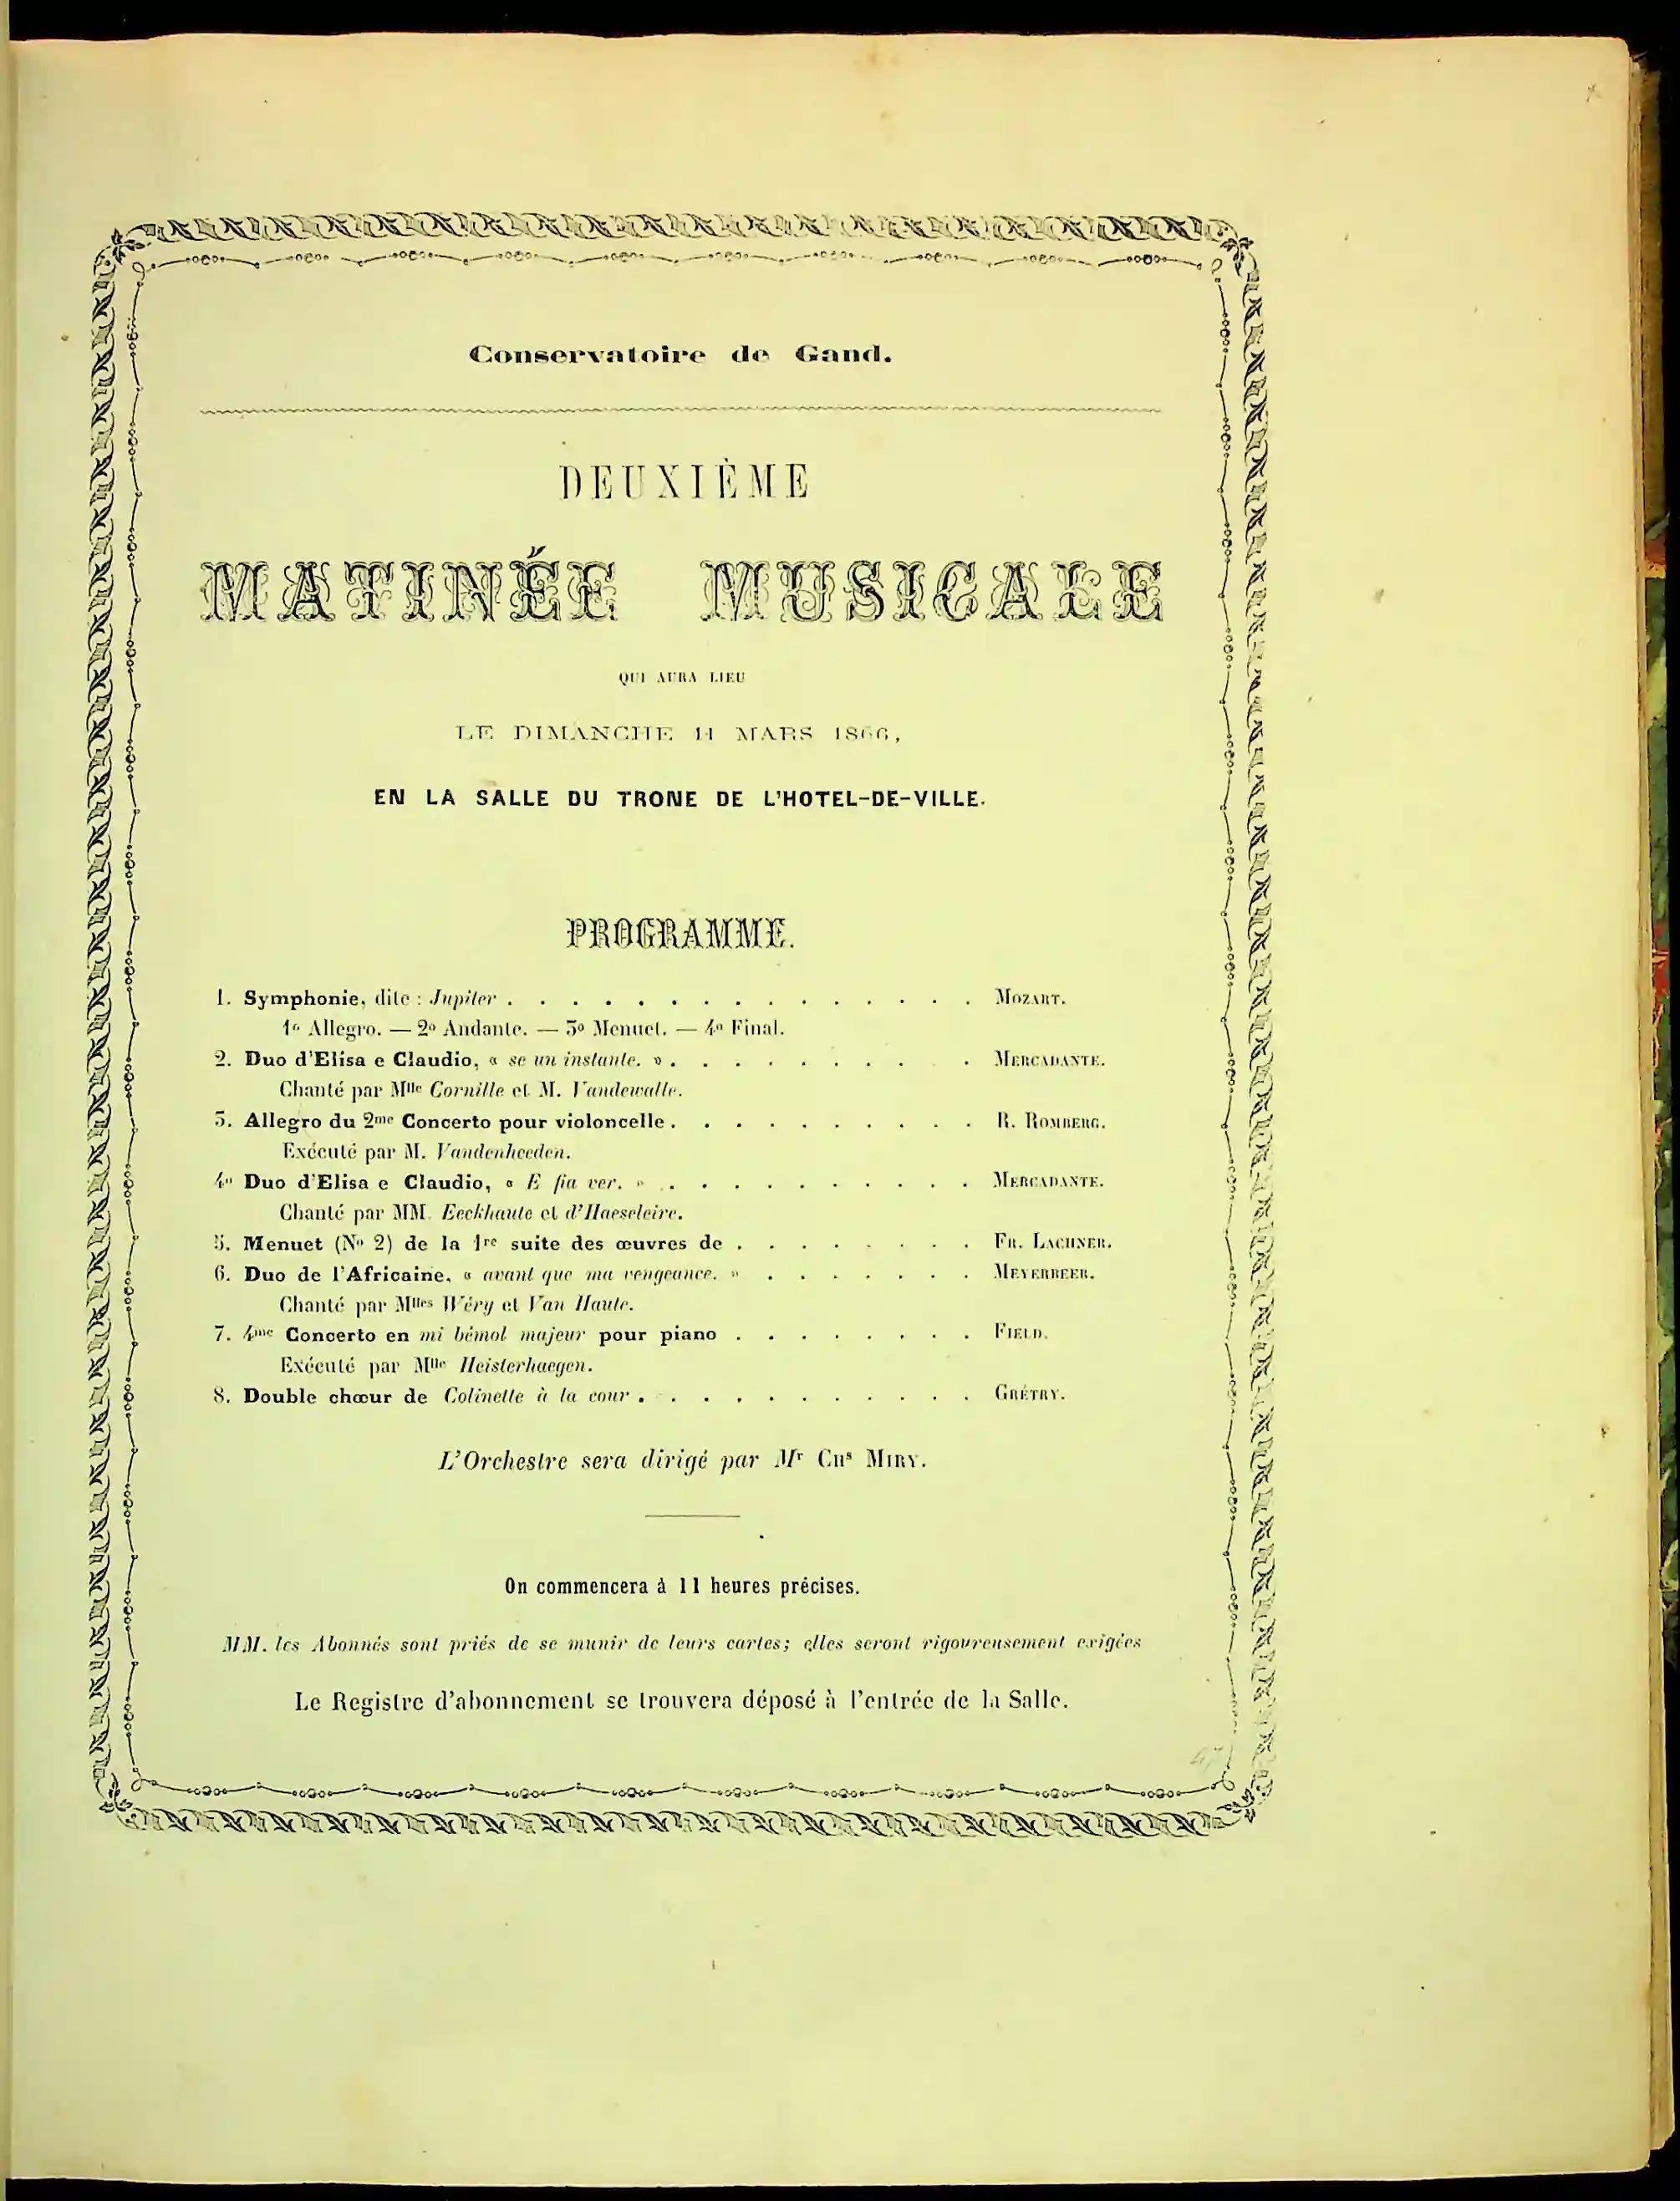 Conservatoire de Gand.
DEUXIÈME
MATINÉE MUSICALE
QUI AURA LIEU
LE DIMANCHE 11 MARS 1866,
EN LA SALLE DU TRONE DE L'HOTEL-DE-VILLE.
PROGRAMME.
1. Symphonie, dite : Jupiter . . . . . . . . . . . . . . . Mozart.
1o Allegro. — 2o Andante. — 3o Menuet. — 4o Final.
2. Duo d'Elisa e Claudio, « se un instante. » . . . . . . . . . . Mercadante.
Chanté par Mlle Cornille et M. Vandewalle.
3. Allegro du 2me Concerto pour violoncelle . . . . . . . . . . R. Romberg.
Exécuté par M. Vandenheeden.
4o Duo d'Elisa e Claudio, « E fia ver. » . . . . . . . . . . Mercadante.
Chanté par MM. Eeckhaute et d'Haeseleire.
5. Menuet (No 2) de la 1re suite des œuvres de . . . . . . . . Fr. Lachner.
6. Duo de l'Africaine, « avant que ma vengeance. » . . . . . . . Meyerbeer.
Chanté par Mlles Wéry et Van Haute.
7. 4me Concerto en mi bémol majeur pour piano . . . . . . . . Field.
Exécuté par Mlle Heisterhaegen.
8. Double chœur de Colinette à la cour . . . . . . . . . . . Grétry.
L'Orchestre sera dirigé par Mr Chs Miry.
On commencera à 11 heures précises.
MM. les Abonnés sont priés de se munir de leurs cartes; elles seront rigoureusement exigées
Le Registre d'abonnement se trouvera déposé à l'entrée de la Salle.